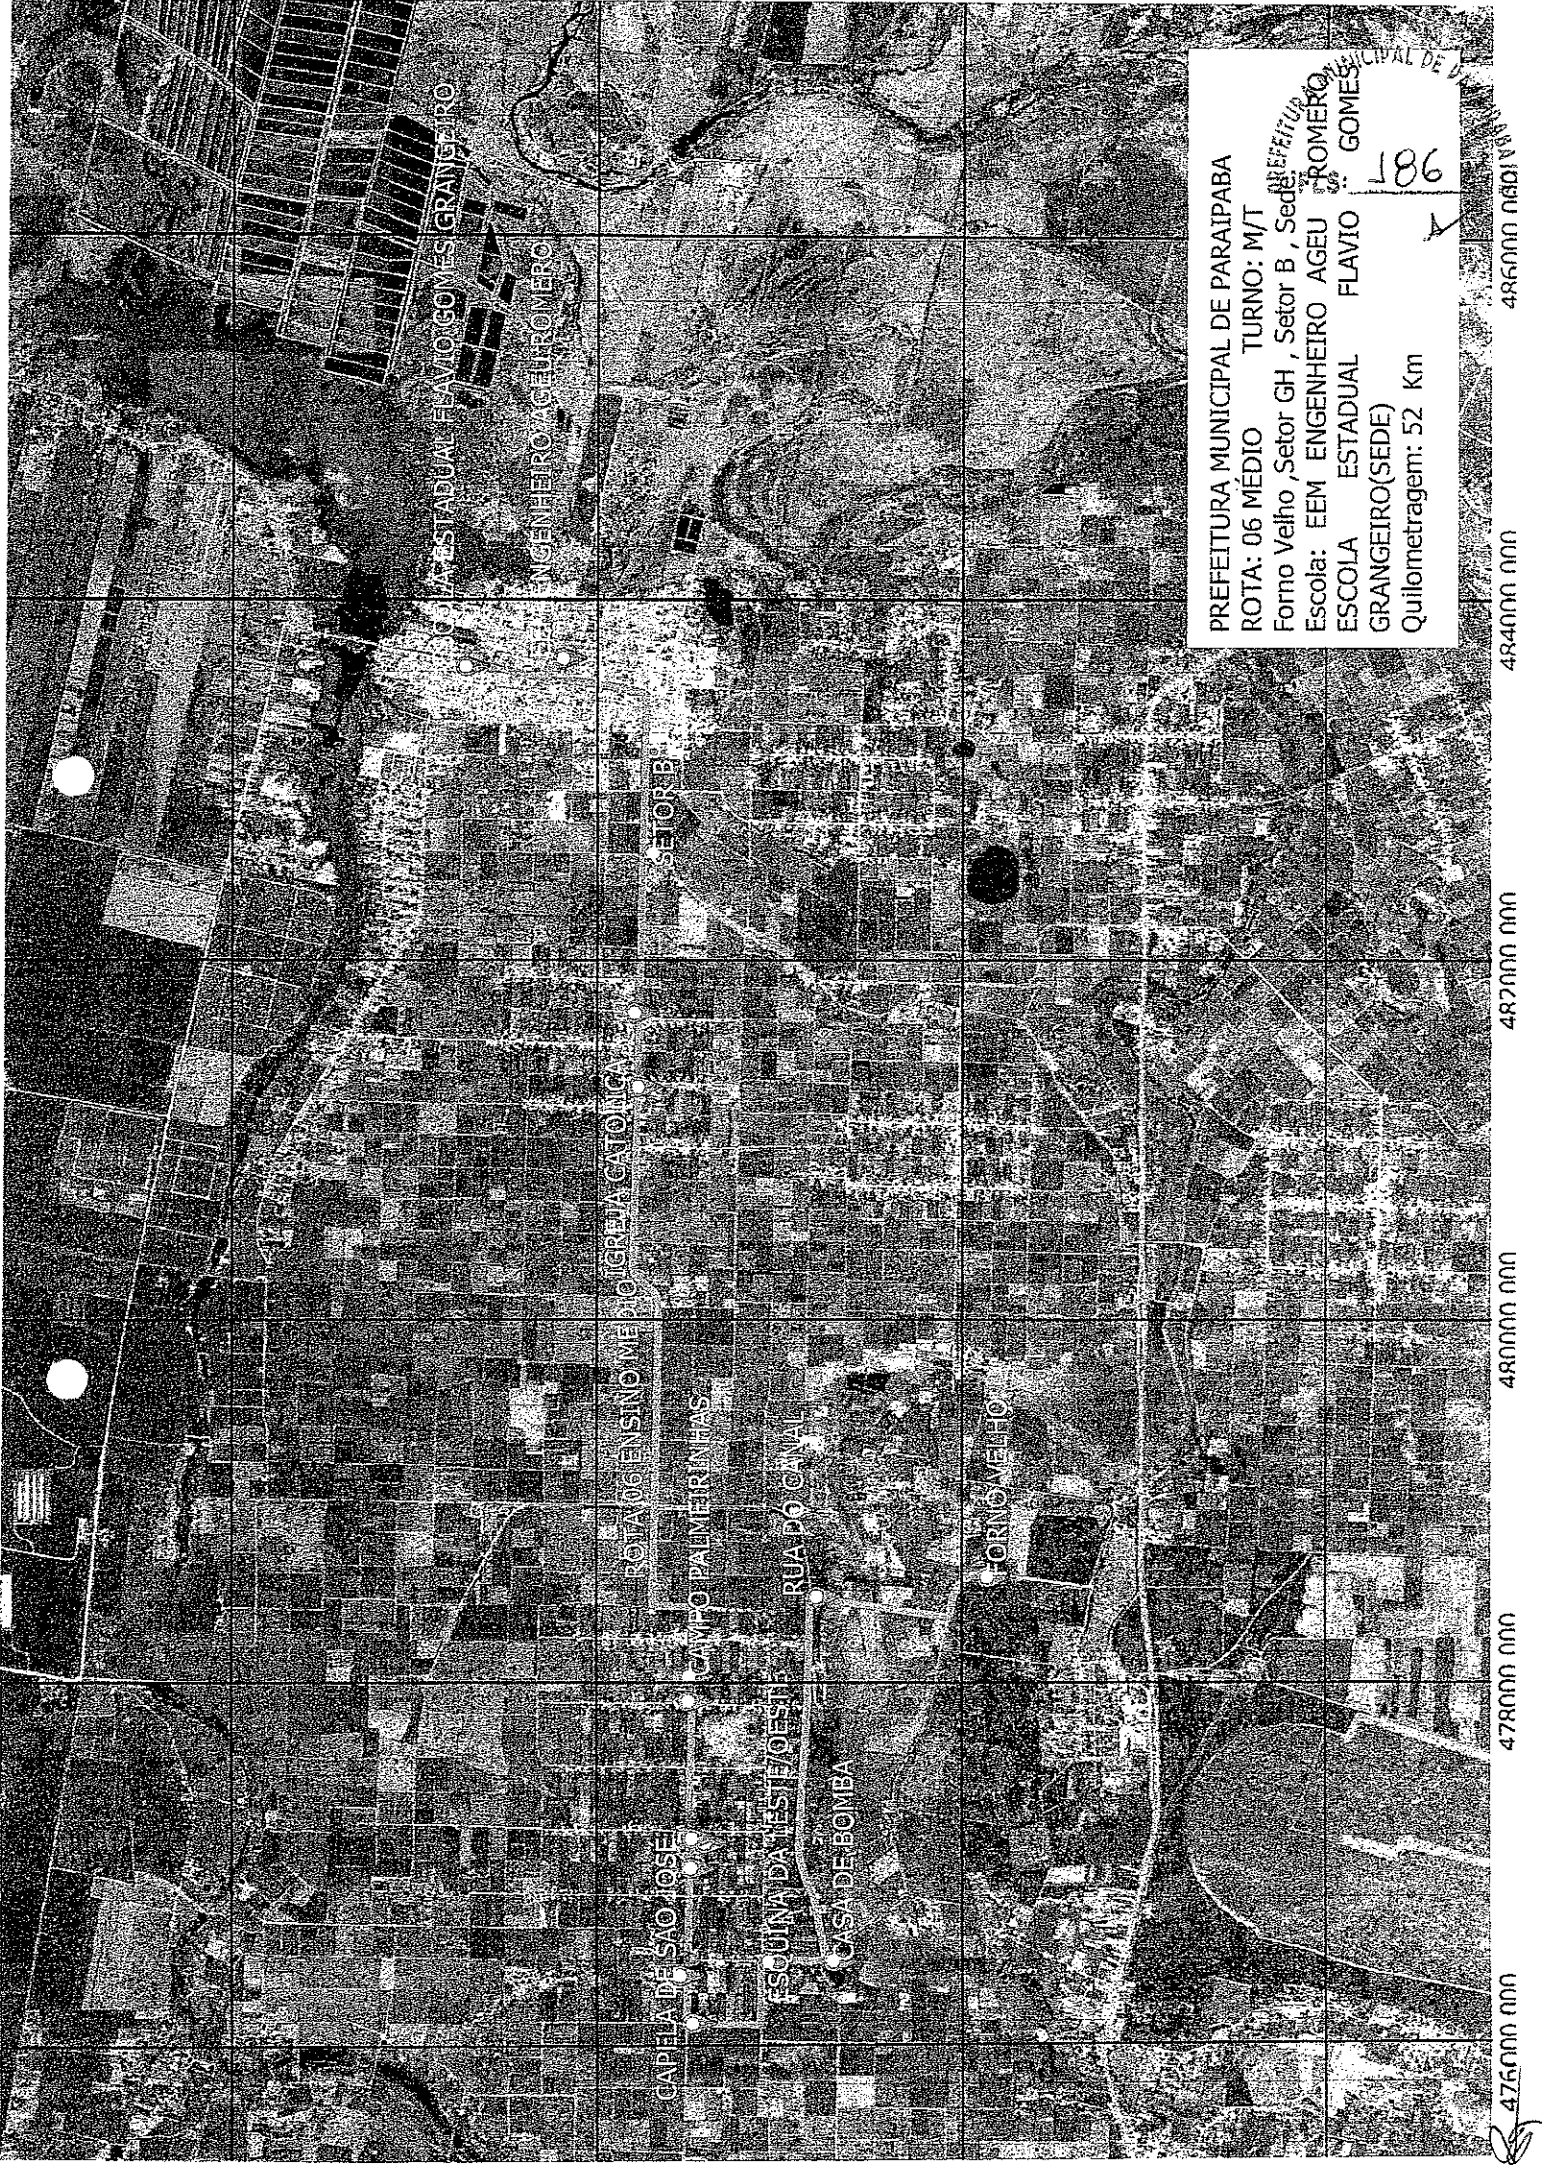 ESTADUAL FLAVIO GOMES GRANGEIRO
ENGENHEIRO AGEU ROMERO
SETOR B
ROTA 06 ENSINO MEDIO IGREJA CATOLICA
CAMPO PALMEIRINHAS
RUA DO CANAL
FORNO VELHO
CAPELA DE SÃO JOSE
ESQUINA DA TESTE/OESTE
CASA DE BOMBA
PREFEITURA MUNICIPAL DE PARAIPABA
ROTA: 06 MÉDIO TURNO: M/T
Forno Velho ,Setor GH , Setor B , Sede.
Escola: EEM ENGENHEIRO AGEU ROMERO
ESCOLA ESTADUAL FLAVIO GOMES
GRANGEIRO(SEDE)
Quilometragem: 52 Km
186
476000 000
478000 000
480000 000
482000 000
484000 000
486000 000